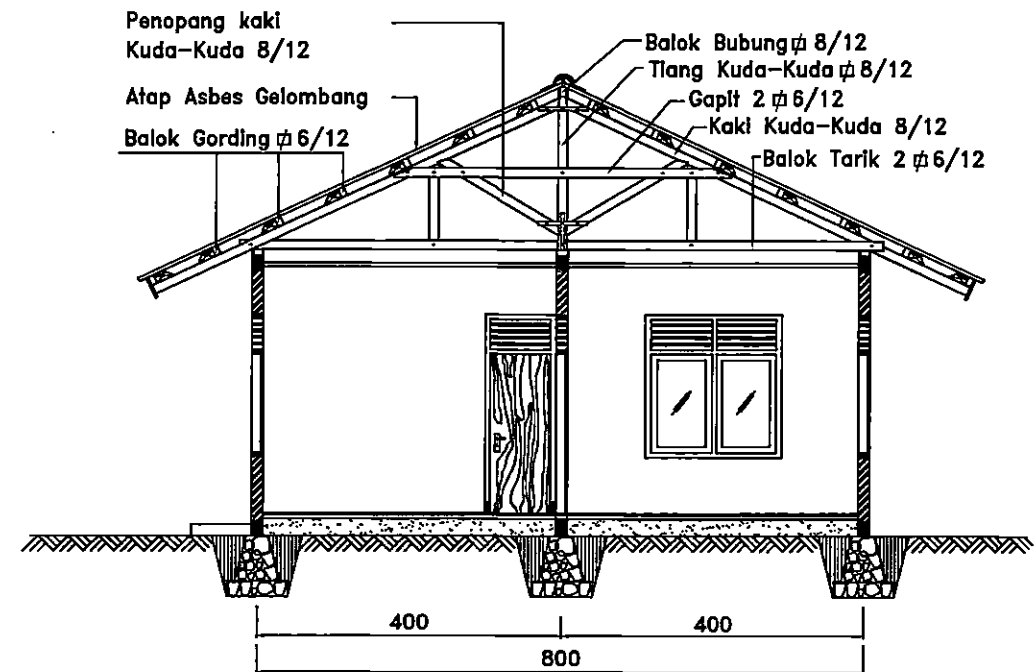 Penopang kaki
Kuda-Kuda 8/12
Atap Asbes Gelombang
Balok Gording ⌀ 6/12
Balok Bubung ⌀ 8/12
Tiang Kuda-Kuda ⌀ 8/12
Gapit 2 ⌀ 6/12
Kaki Kuda-Kuda 8/12
Balok Tarik 2 ⌀ 6/12
400
400
800